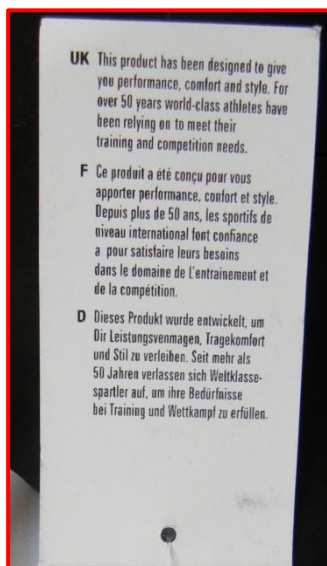 UK This product has been designed to give
you performance, comfort and style. For
over 50 years world-class athletes have
been relying on to meet their
training and competition needs.
F Ce produit a été conçu pour vous
apporter performance, confort et style.
Depuis plus de 50 ans, les sportifs de
niveau international font confiance
a pour satisfaire leurs besoins
dans le domaine de L'entrainement et
de la compétition.
D Dieses Produkt wurde entwickelt, um
Dir Leistungsvenmagen, Tragekomfort
und Stil zu verleihen. Seit mehr als
50 Jahren verlassen sich Weltklasse-
spartler auf, um ihre Bedürfnisse
bei Training und Wettkampf zu erfüllen.